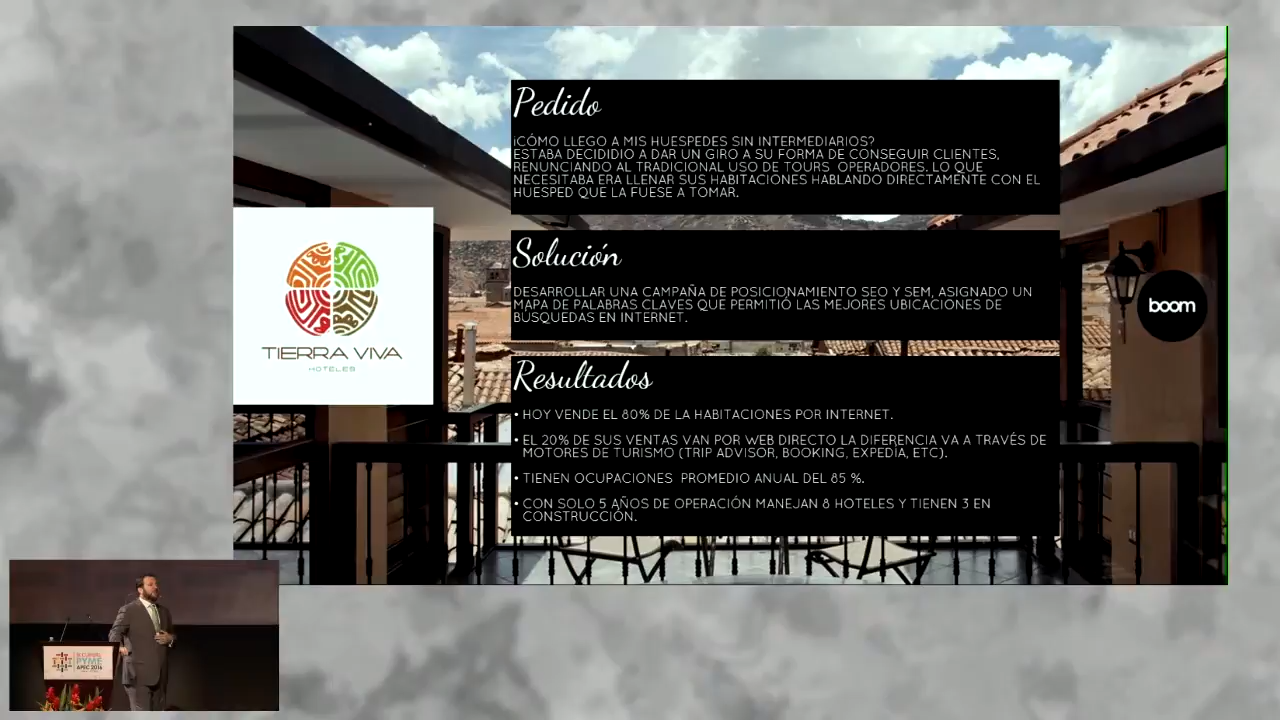 Pedido
¡CÓMO LLEGO A MIS HUESPEDES SIN INTERMEDIARIOS?
ESTABA DECIDIDIO A DAR UN GIRO A SU FORMA DE CONSEGUIR CLIENTES,
RENUNCIANDO AL TRADICIONAL USO DE TOURS OPERADORES. LO QUE
NECESITABA ERA LLENAR SUS HABITACIONES HABLANDO DIRECTAMENTE CON EL
HUESPED QUE LA FUESE A TOMAR.
Solución
DESARROLLAR UNA CAMPAÑA DE POSICIONAMIENTO SEO Y SEM, ASIGNADO UN
MAPA DE PALABRAS CLAVES QUE PERMITIÓ LAS MEJORES UBICACIONES DE
BUSQUEDAS EN INTERNET.
TIERRA VIVA
HOTELES
boom
Resultados
• HOY VENDE EL 80% DE LA HABITACIONES POR INTERNET.
• EL 20% DE SUS VENTAS VAN POR WEB DIRECTO LA DIFERENCIA VA A TRAVÉS DE
MOTORES DE TURISMO (TRIP ADVISOR, BOOKING, EXPEDIA, ETC).
• TIENEN OCUPACIONES PROMEDIO ANUAL DEL 85 %.
• CON SOLO 5 AÑOS DE OPERACIÓN MANEJAN 8 HOTELES Y TIENEN 3 EN
CONSTRUCCIÓN.
PYME
APEC 2016